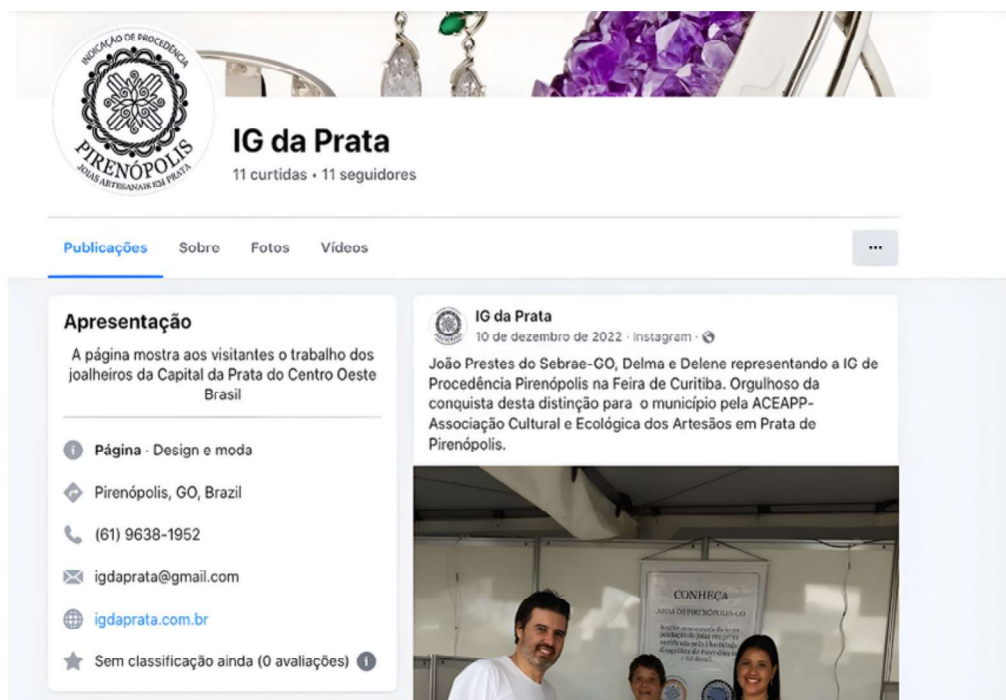 INDICAÇÃO DE PROCEDÊNCIA
PIRENÓPOLIS
JOIAS ARTESANAIS EM PRATA
IG da Prata
11 curtidas • 11 seguidores
Publicações Sobre Fotos Vídeos
Apresentação
A página mostra aos visitantes o trabalho dos
joalheiros da Capital da Prata do Centro Oeste
Brasil
Página · Design e moda
Pirenópolis, GO, Brazil
(61) 9638-1952
igdaprata@gmail.com
igdaprata.com.br
Sem classificação ainda (0 avaliações)
IG da Prata
10 de dezembro de 2022 · Instagram ·
João Prestes do Sebrae-GO, Delma e Delene representando a IG de
Procedência Pirenópolis na Feira de Curitiba. Orgulhoso da
conquista desta distinção para o município pela ACEAPP-
Associação Cultural e Ecológica dos Artesãos em Prata de
Pirenópolis.
CONHEÇA
JOIAS DE PIRENÓPOLIS-GO